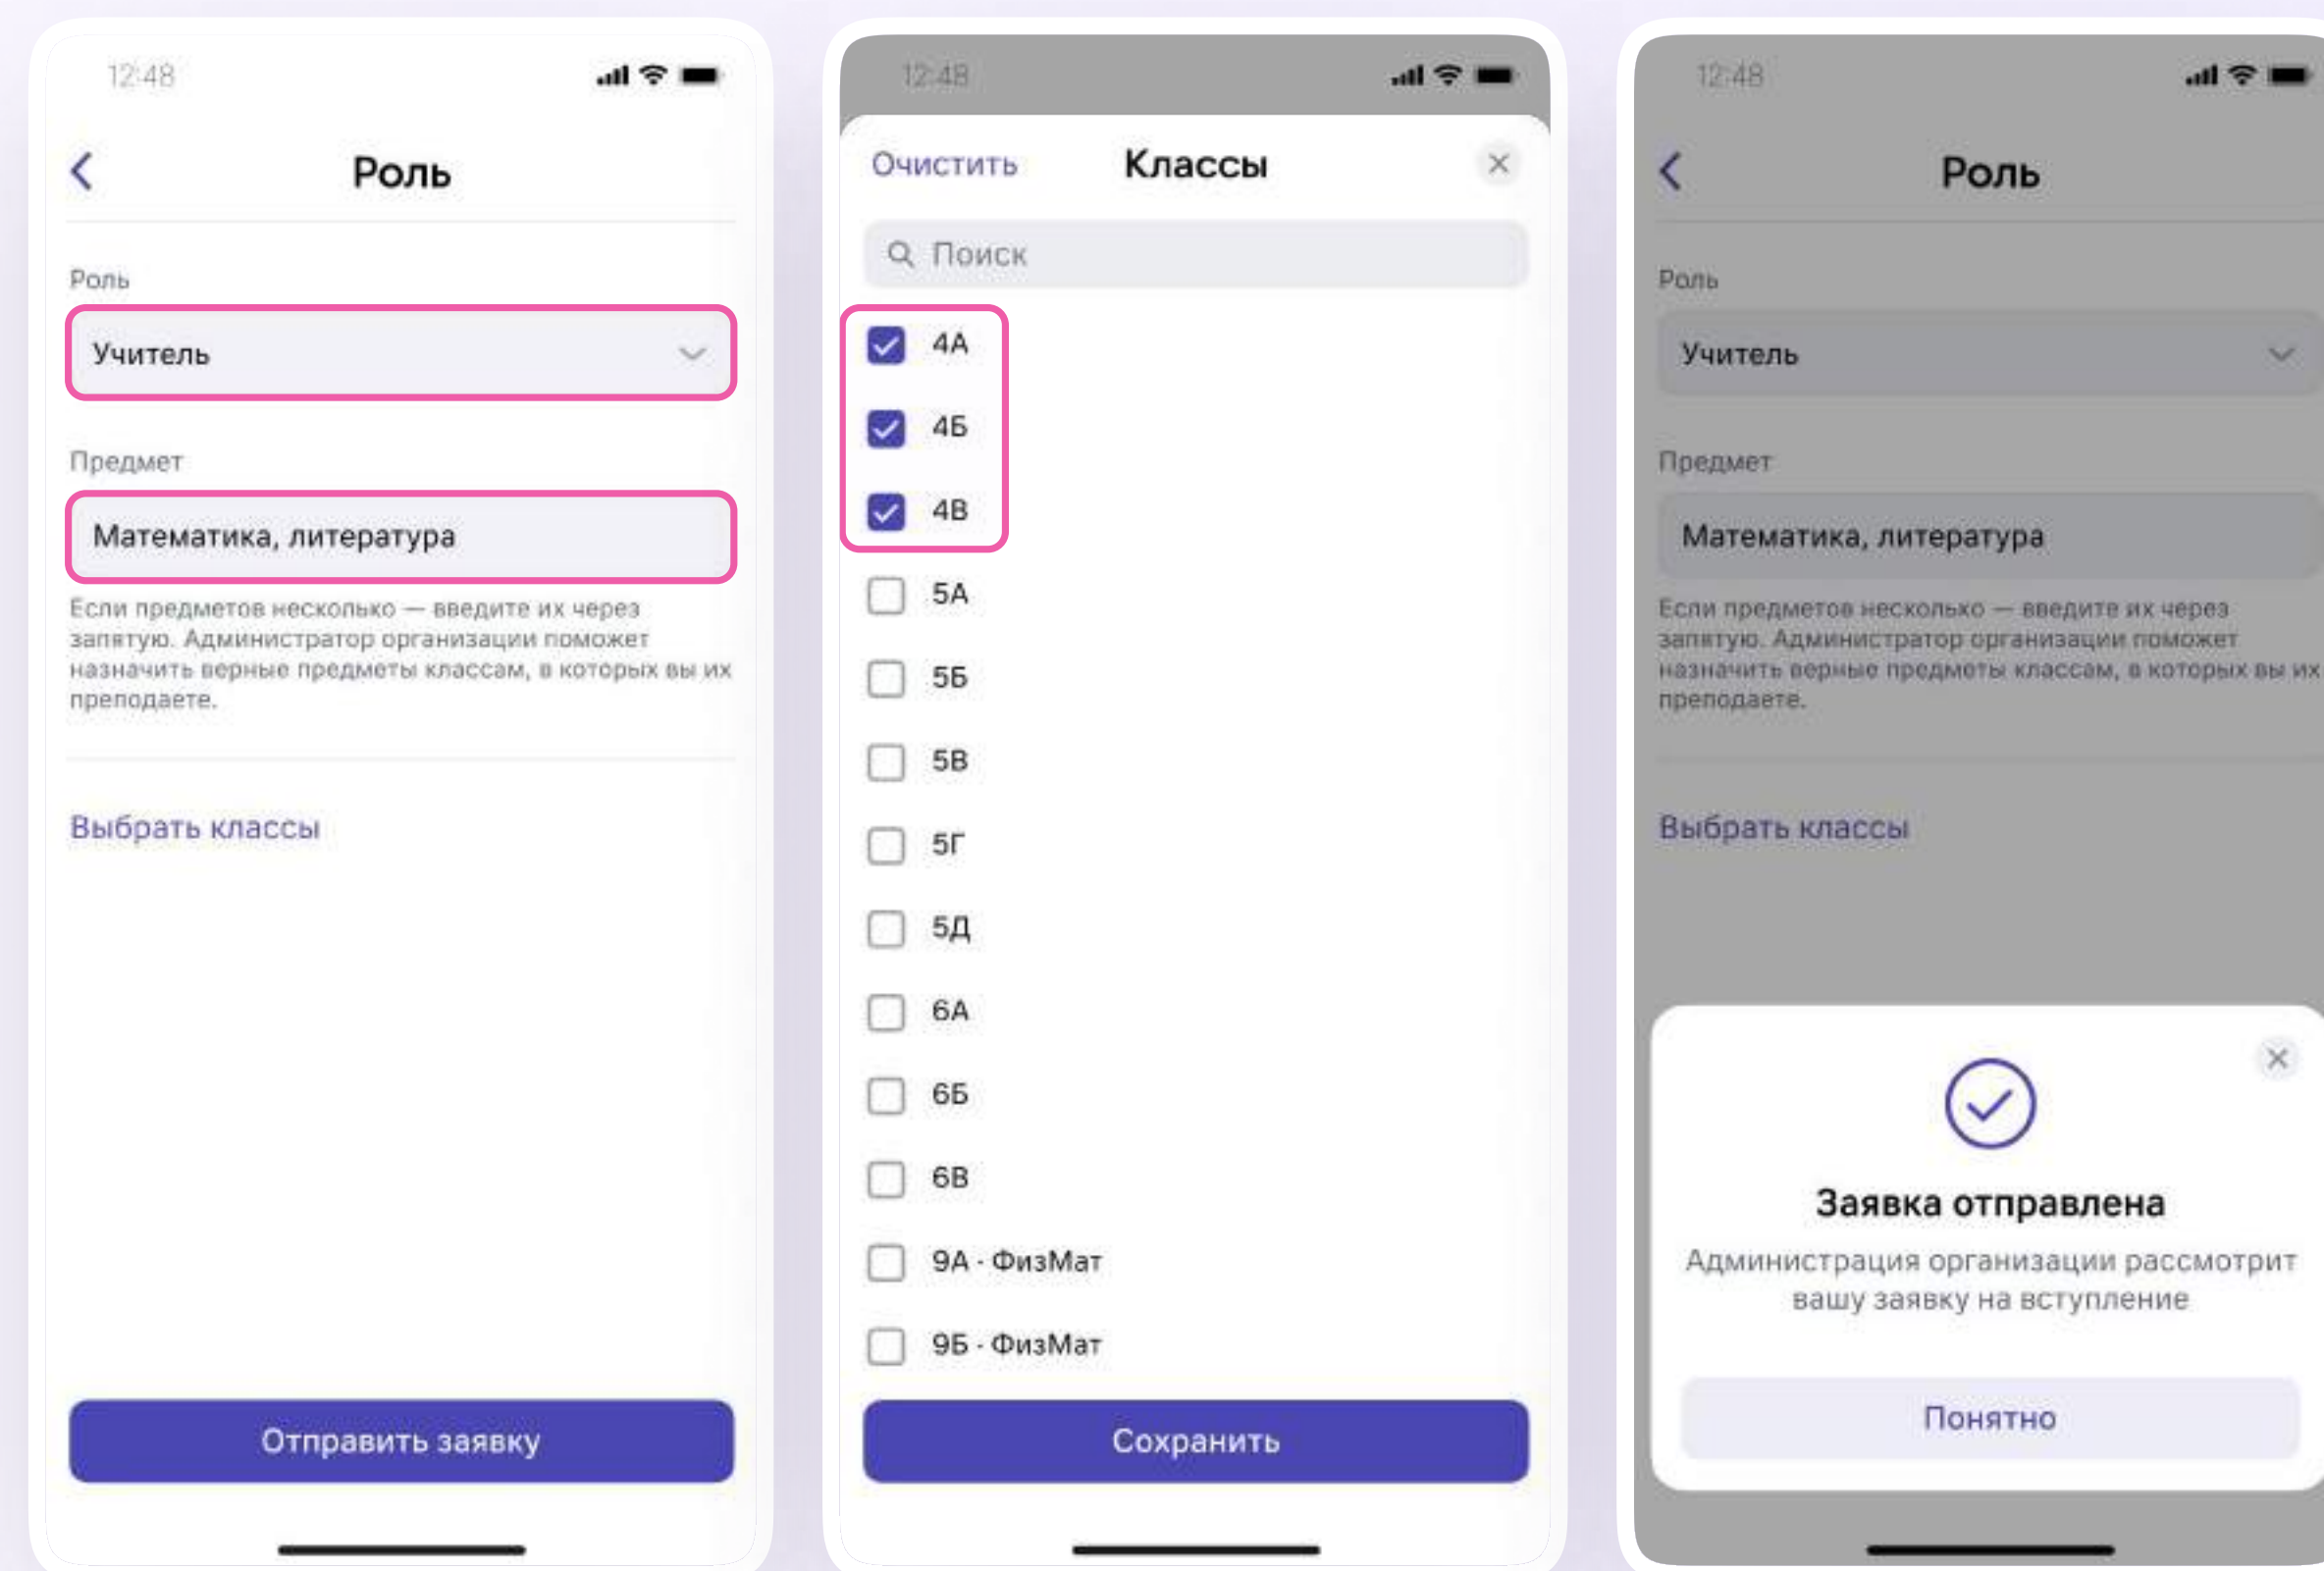 12:48
Роль
Роль
Учитель
Предмет
Математика, литература
Если предметов несколько — введите их через
запятую. Администратор организации поможет
назначить верные предметы классам, в которых вы их
преподаете.
Выбрать классы
Отправить заявку
12:48
Очистить
Классы
Поиск
4А
4Б
4В
5А
5Б
5В
5Г
5Д
6А
6Б
6В
9А · ФизМат
9Б · ФизМат
Сохранить
12:48
Роль
Роль
Учитель
Предмет
Математика, литература
Если предметов несколько — введите их через
запятую. Администратор организации поможет
назначить верные предметы классам, в которых вы их
преподаете.
Выбрать классы
Заявка отправлена
Администрация организации рассмотрит
вашу заявку на вступление
Понятно